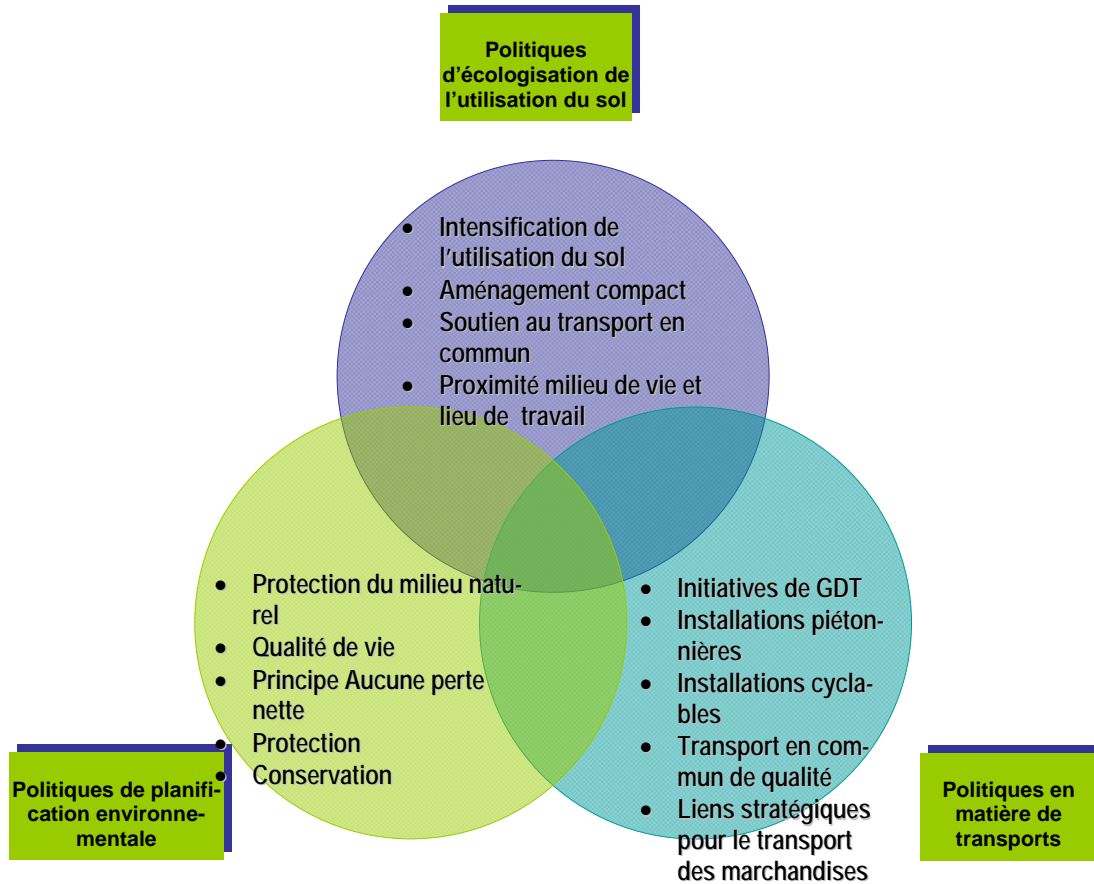 Politiques
d'écologisation de
l'utilisation du sol
• Intensification de
l'utilisation du sol
• Aménagement compact
• Soutien au transport en
commun
• Proximité milieu de vie et
lieu de travail
• Protection du milieu natu-
rel
• Qualité de vie
• Principe Aucune perte
nette
• Protection
• Conservation
• Initiatives de GDT
• Installations piéton-
nières
• Installations cycla-
bles
• Transport en com-
mun de qualité
• Liens stratégiques
pour le transport
des marchandises
Politiques de planifi-
cation environne-
mentale
Politiques en
matière de
transports